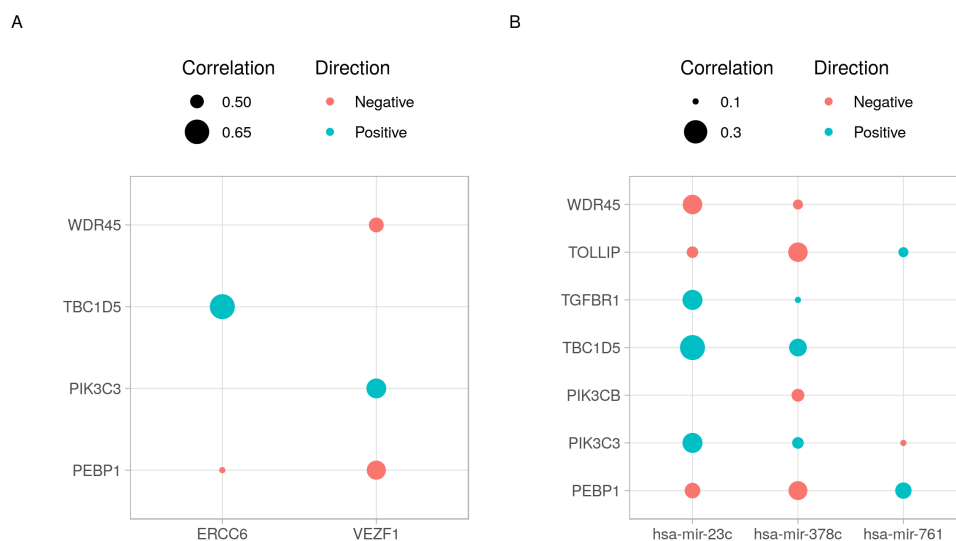 A
Correlation
Direction
0.50
Negative
0.65
Positive
WDR45
TBC1D5
PIK3C3
PEBP1
ERCC6
VEZF1
B
Correlation
Direction
0.1
Negative
0.3
Positive
WDR45
TOLLIP
TGFBR1
TBC1D5
PIK3CB
PIK3C3
PEBP1
hsa-mir-23c
hsa-mir-378c
hsa-mir-761